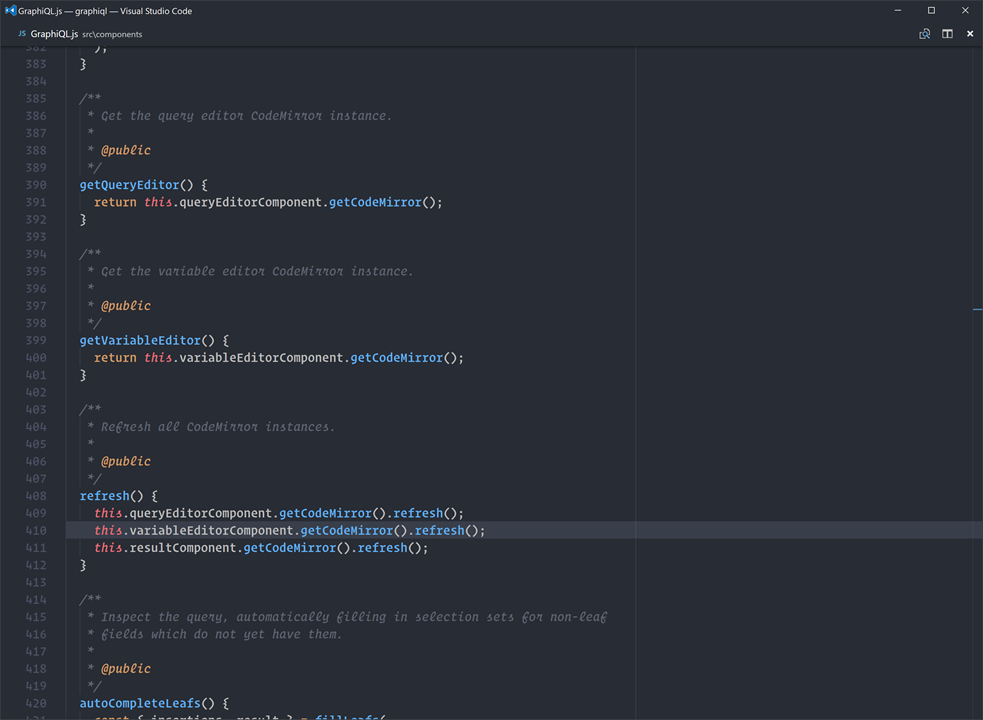 GraphiQL.js — graphiql — Visual Studio Code
JS GraphiQL.js src\components
382 );
383 }
384
385 /**
386 * Get the query editor CodeMirror instance.
387 *
388 * @public
389 */
390 getQueryEditor() {
391 return this.queryEditorComponent.getCodeMirror();
392 }
393
394 /**
395 * Get the variable editor CodeMirror instance.
396 *
397 * @public
398 */
399 getVariableEditor() {
400 return this.variableEditorComponent.getCodeMirror();
401 }
402
403 /**
404 * Refresh all CodeMirror instances.
405 *
406 * @public
407 */
408 refresh() {
409 this.queryEditorComponent.getCodeMirror().refresh();
410 this.variableEditorComponent.getCodeMirror().refresh();
411 this.resultComponent.getCodeMirror().refresh();
412 }
413
414 /**
415 * Inspect the query, automatically filling in selection sets for non-leaf
416 * fields which do not yet have them.
417 *
418 * @public
419 */
420 autoCompleteLeafs() {
421 const { insertions, result } = fillLeafs(